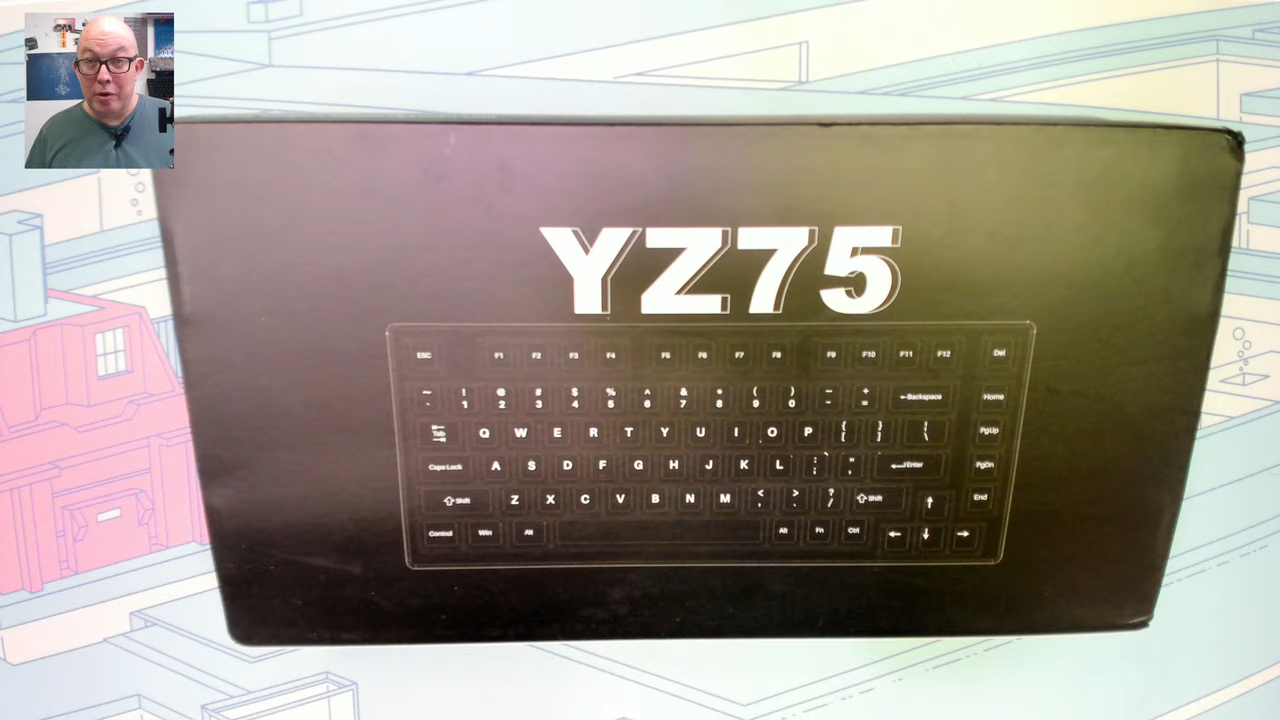 YZ75
ESC F1 F2 F3 F4 F5 F6 F7 F8 F9 F10 F11 F12 Del
~ ! @ # $ % ^ & * ( ) _ +
` 1 2 3 4 5 6 7 8 9 0 - = ←Backspace Home
Tab Q W E R T Y U I O P { [ } ] | \ PgUp
Caps Lock A S D F G H J K L : ; " ' Enter PgDn
Shift Z X C V B N M < , > . ? / Shift ↑ End
Control Win Alt Alt Fn Ctrl ← ↓ →